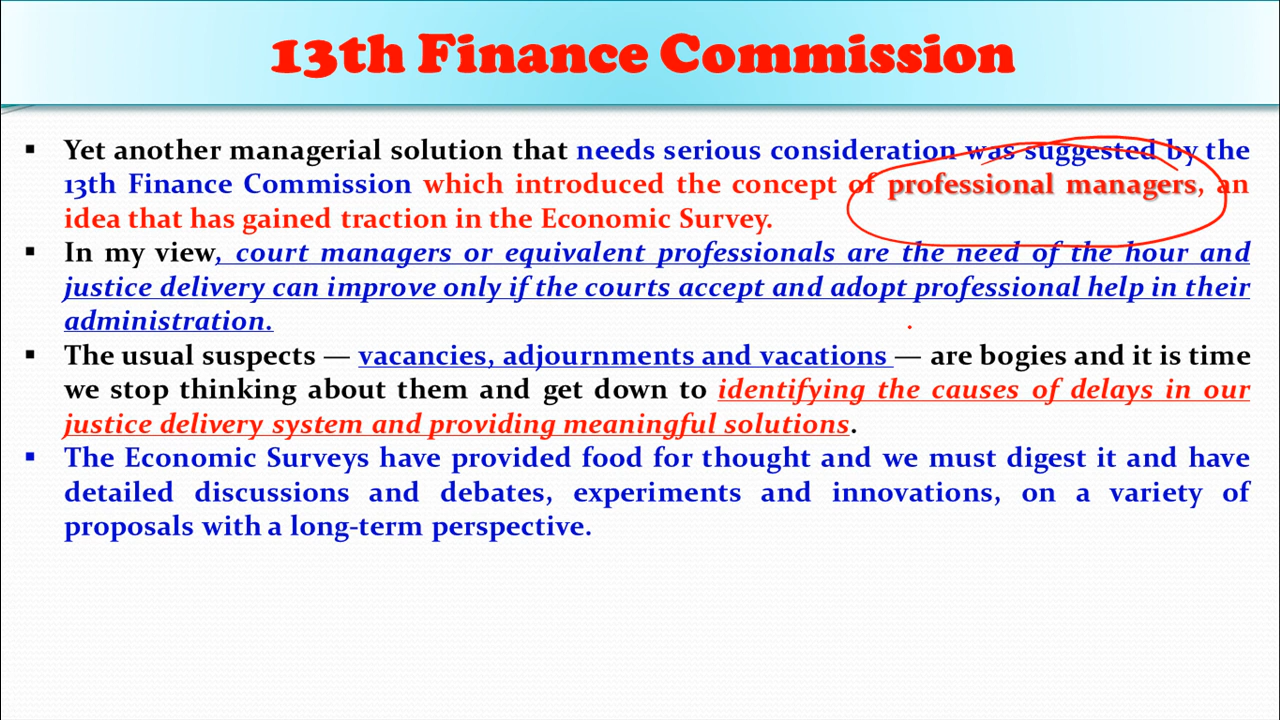 13th Finance Commission
▪ Yet another managerial solution that needs serious consideration was suggested by the
13th Finance Commission which introduced the concept of professional managers, an
idea that has gained traction in the Economic Survey.
▪ In my view, court managers or equivalent professionals are the need of the hour and
justice delivery can improve only if the courts accept and adopt professional help in their
administration.
▪ The usual suspects — vacancies, adjournments and vacations — are bogies and it is time
we stop thinking about them and get down to identifying the causes of delays in our
justice delivery system and providing meaningful solutions.
▪ The Economic Surveys have provided food for thought and we must digest it and have
detailed discussions and debates, experiments and innovations, on a variety of
proposals with a long-term perspective.